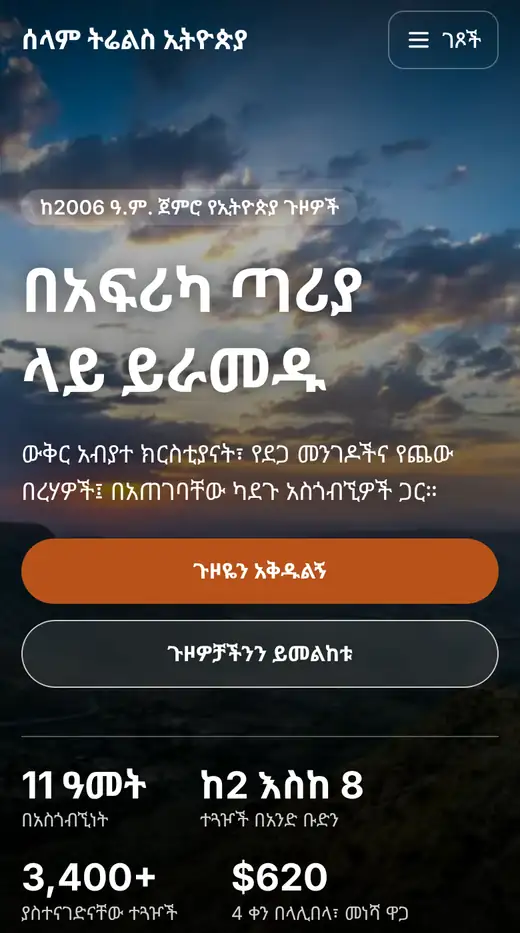 ሰላም ትሬልስ ኢትዮጵያ
ገጾች
ከ2006 ዓ.ም. ጀምሮ የኢትዮጵያ ጉዞዎች
በአፍሪካ ጣሪያ
ላይ ይራመዱ
ውቅር አብያተ ክርስቲያናት፣ የደጋ መንገዶችና የጨው
በረሃዎች፤ በአጠገባቸው ካደጉ አስጎብኚዎች ጋር።
ጉዞዬን አቅዱልኝ
ጉዞዎቻችንን ይመልከቱ
11 ዓመት
በአስጎብኚነት
ከ2 እስከ 8
ተጓዦች በአንድ ቡድን
3,400+
ያስተናገድናቸው ተጓዦች
$620
4 ቀን በላሊበላ፣ መነሻ ዋጋ